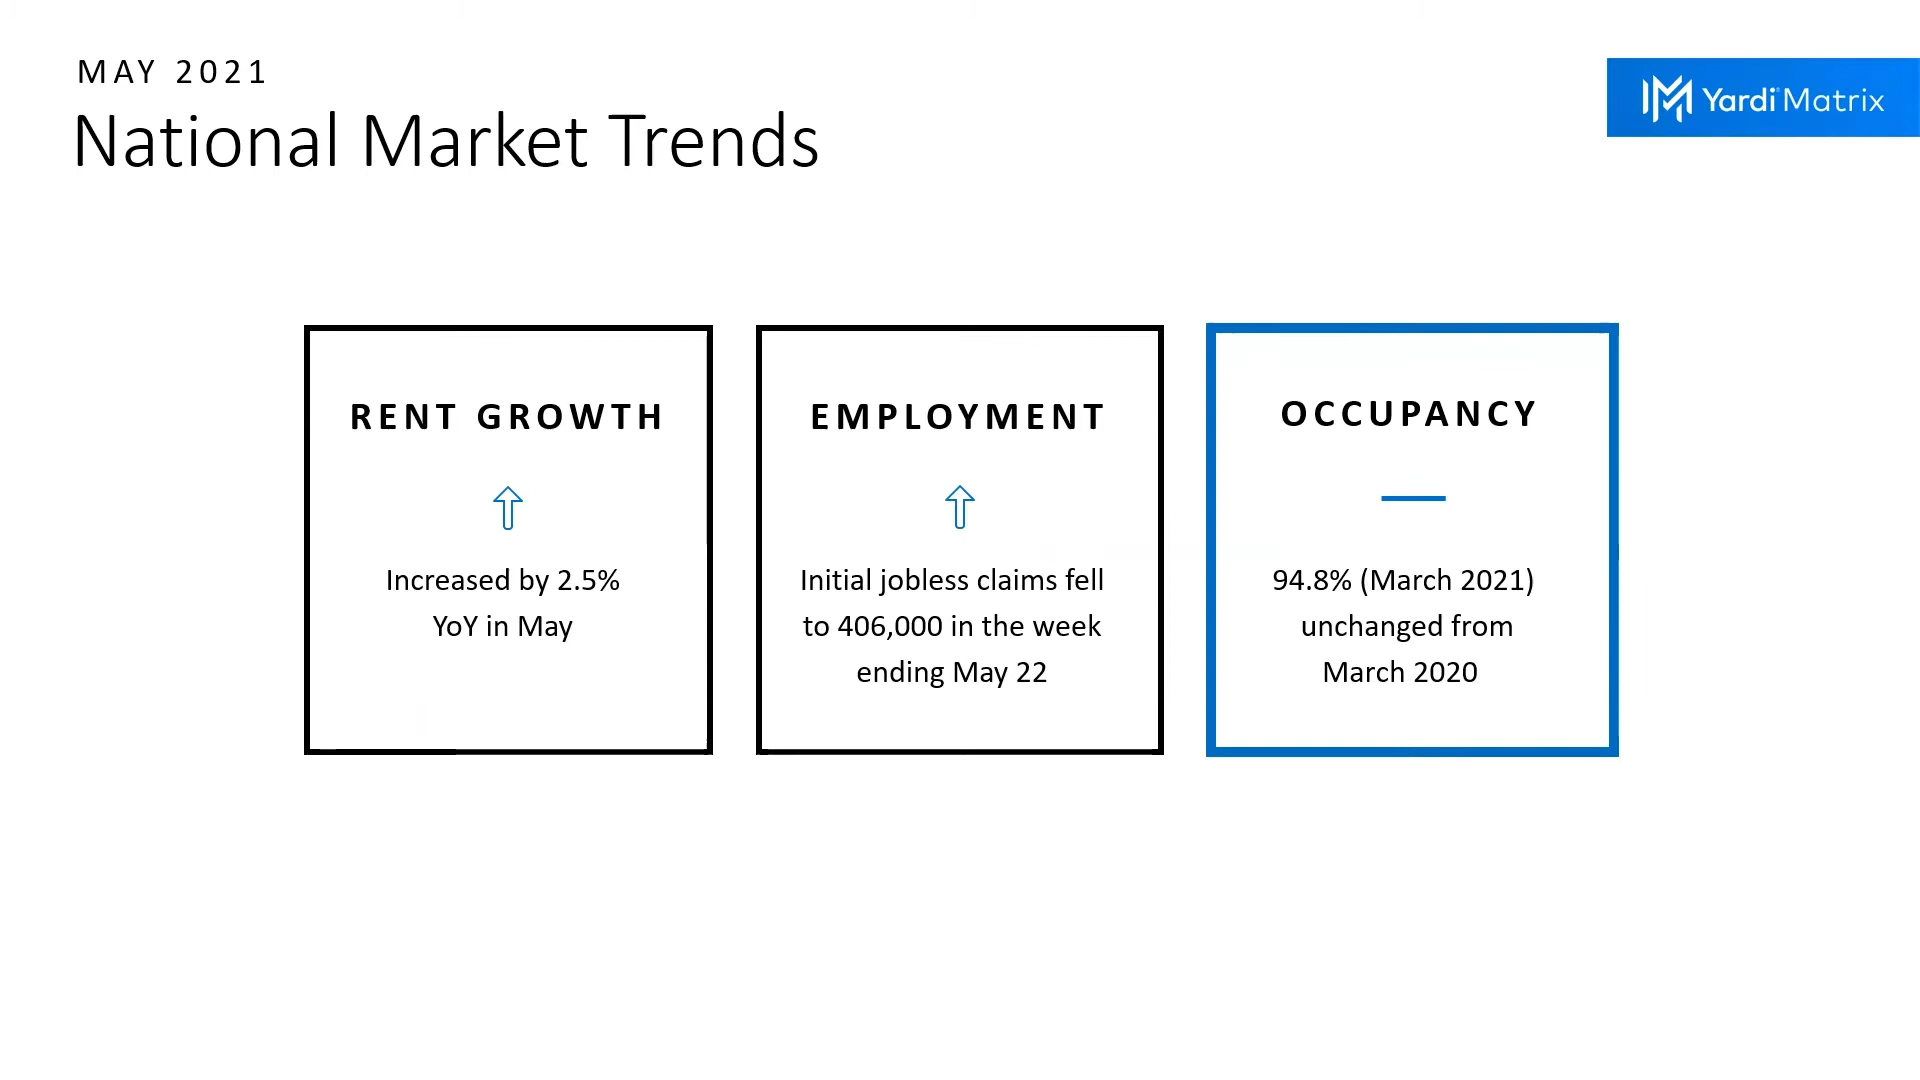 MAY 2021
National Market Trends
Yardi Matrix
RENT GROWTH
Increased by 2.5%
YoY in May
EMPLOYMENT
Initial jobless claims fell
to 406,000 in the week
ending May 22
OCCUPANCY
94.8% (March 2021)
unchanged from
March 2020